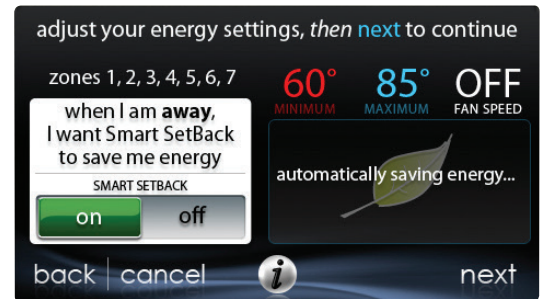 adjust your energy settings, then next to continue
zones 1, 2, 3, 4, 5, 6, 7
when I am away,
I want Smart SetBack
to save me energy
SMART SETBACK
on off
60° 85° OFF
MINIMUM MAXIMUM FAN SPEED
automatically saving energy...
back cancel i next